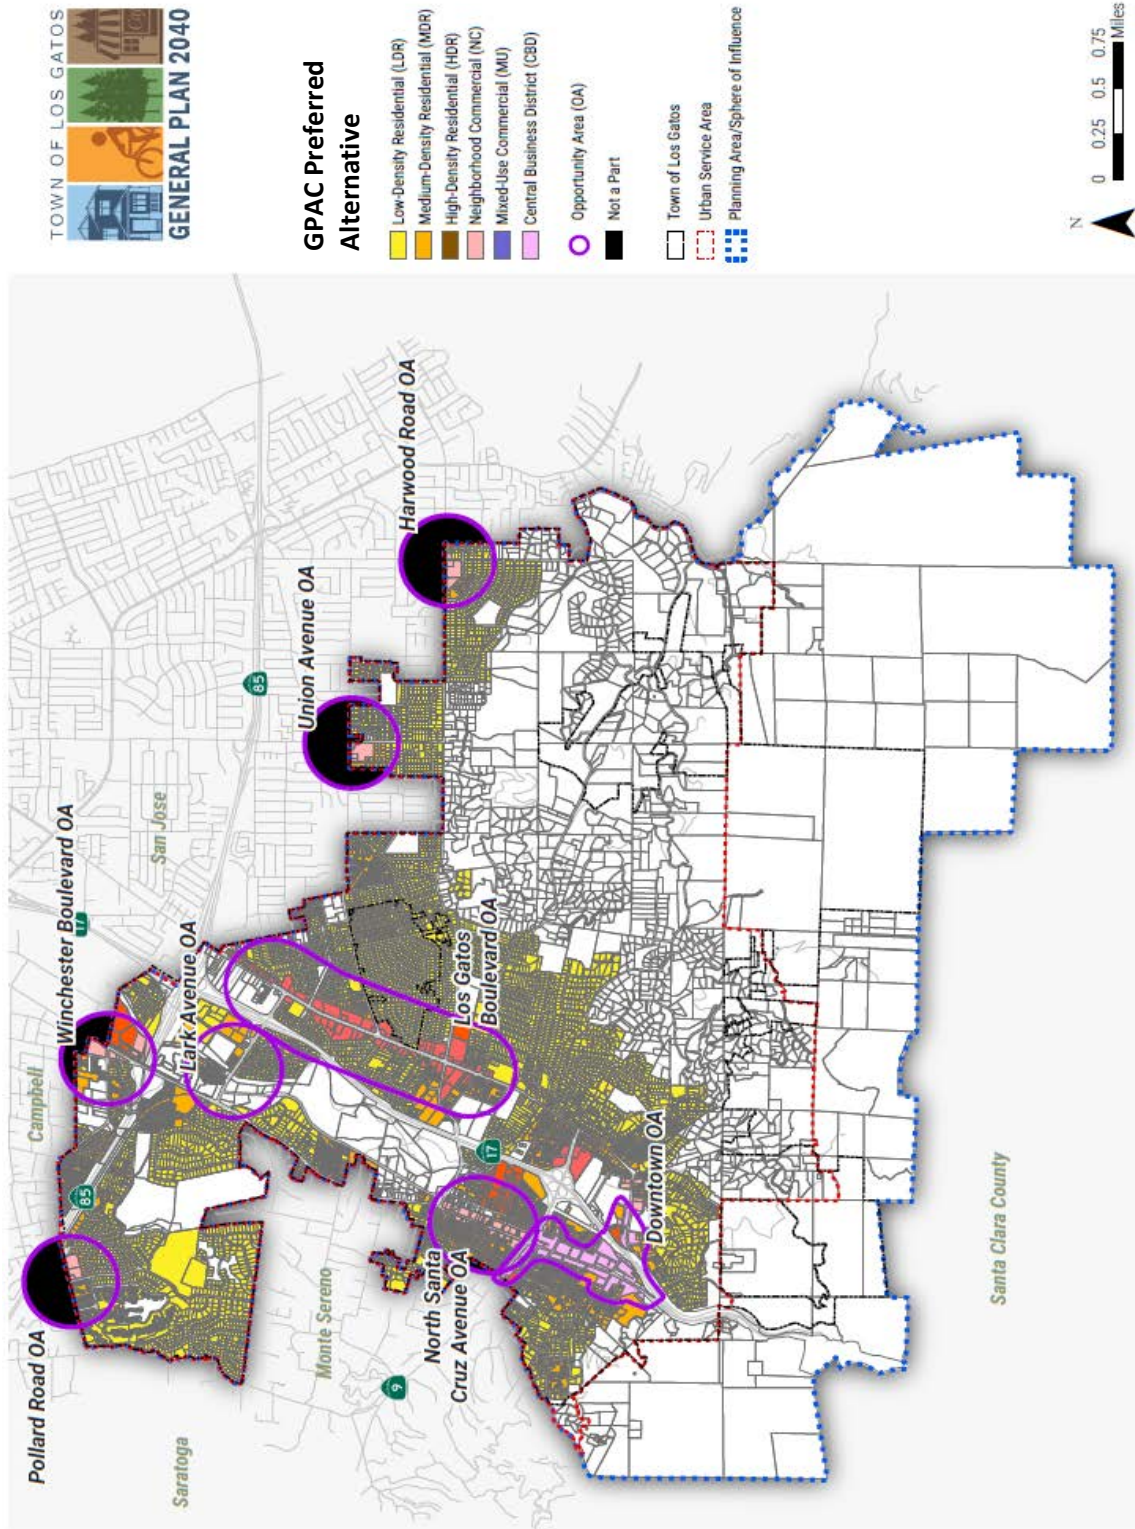 TOWN OF LOS GATOS
GENERAL PLAN 2040
GPAC Preferred
Alternative
Low-Density Residential (LDR)
Medium-Density Residential (MDR)
High-Density Residential (HDR)
Neighborhood Commercial (NC)
Mixed-Use Commercial (MU)
Central Business District (CBD)
Opportunity Area (OA)
Not a Part
Town of Los Gatos
Urban Service Area
Planning Area/Sphere of Influence
N
0 0.25 0.5 0.75
Miles
Pollard Road OA
Winchester Boulevard OA
Lark Avenue OA
Union Avenue OA
Harwood Road OA
Los Gatos
Boulevard OA
North Santa
Cruz Avenue OA
Downtown OA
Saratoga
Campbell
San Jose
Monte Sereno
Santa Clara County
85
85
17
17
9